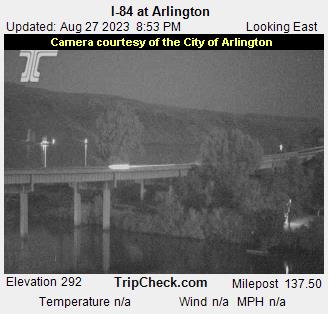 I-84 at Arlington
Updated: Aug 27 2023 8:53 PM Looking East
Camera courtesy of the City of Arlington
Elevation 292 TripCheck.com Milepost 137.50
Temperature n/a Wind n/a MPH n/a